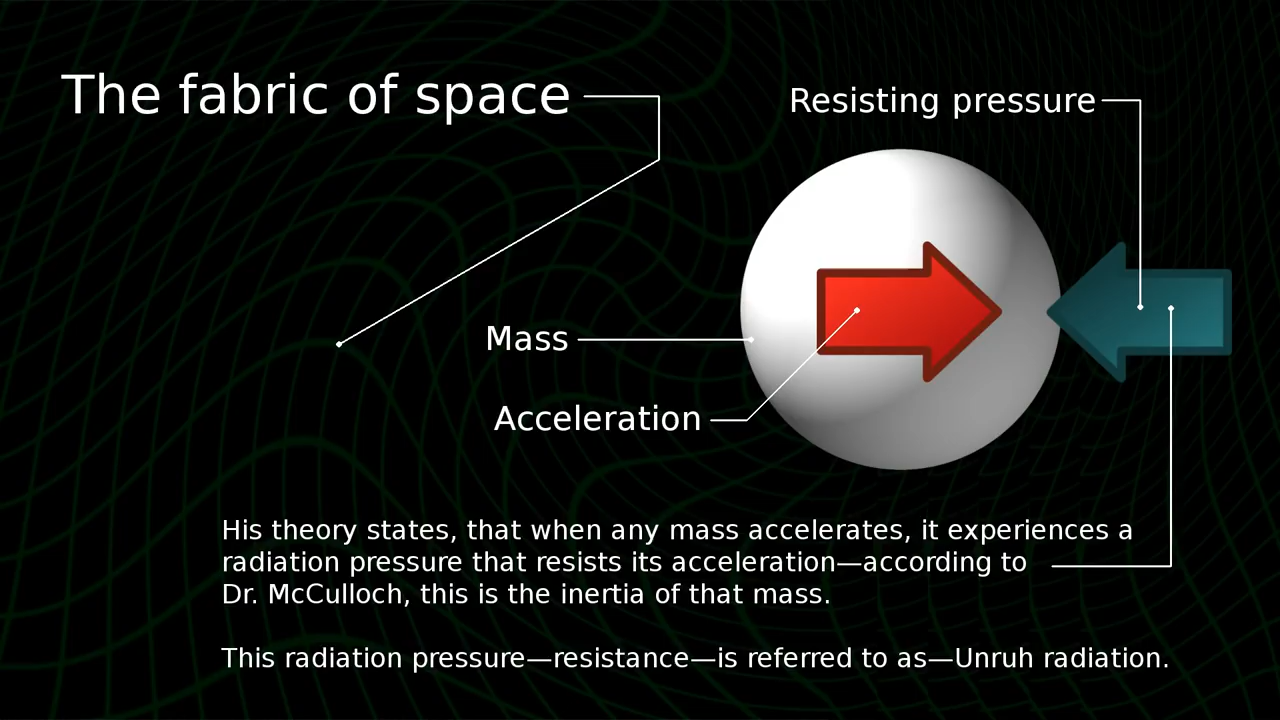 The fabric of space
Resisting pressure
Mass
Acceleration
His theory states, that when any mass accelerates, it experiences a
radiation pressure that resists its acceleration—according to
Dr. McCulloch, this is the inertia of that mass.
This radiation pressure—resistance—is referred to as—Unruh radiation.